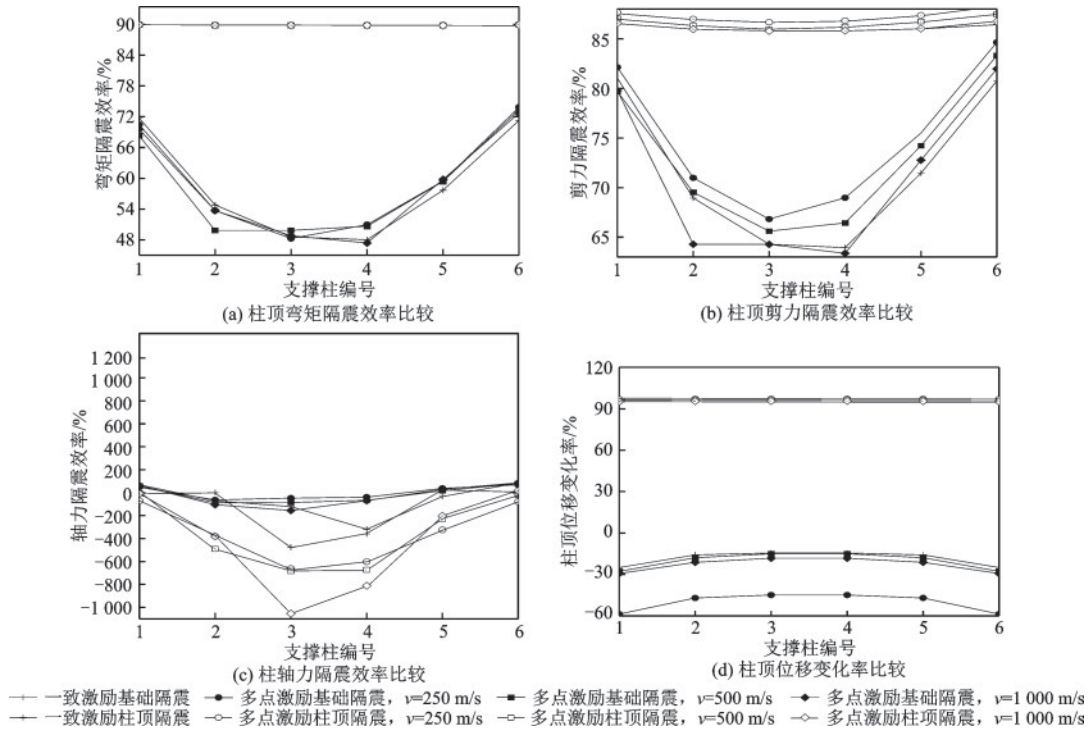 90
84
78
72
66
60
54
48
弯矩隔震效率/%
1 2 3 4 5 6
支撑柱编号
(a) 柱顶弯矩隔震效率比较
85
80
75
70
65
剪力隔震效率/%
1 2 3 4 5 6
支撑柱编号
(b) 柱顶剪力隔震效率比较
1 200
1 000
800
600
400
200
0
−200
−400
−600
−800
−1 000
轴力隔震效率/%
1 2 3 4 5 6
支撑柱编号
(c) 柱轴力隔震效率比较
120
90
60
30
0
−30
−60
柱顶位移变化率/%
1 2 3 4 5 6
支撑柱编号
(d) 柱顶位移变化率比较
一致激励基础隔震 多点激励基础隔震，v=250 m/s 多点激励基础隔震，v=500 m/s 多点激励基础隔震，v=1 000 m/s
一致激励柱顶隔震 多点激励柱顶隔震，v=250 m/s 多点激励柱顶隔震，v=500 m/s 多点激励柱项隔震，v=1 000 m/s